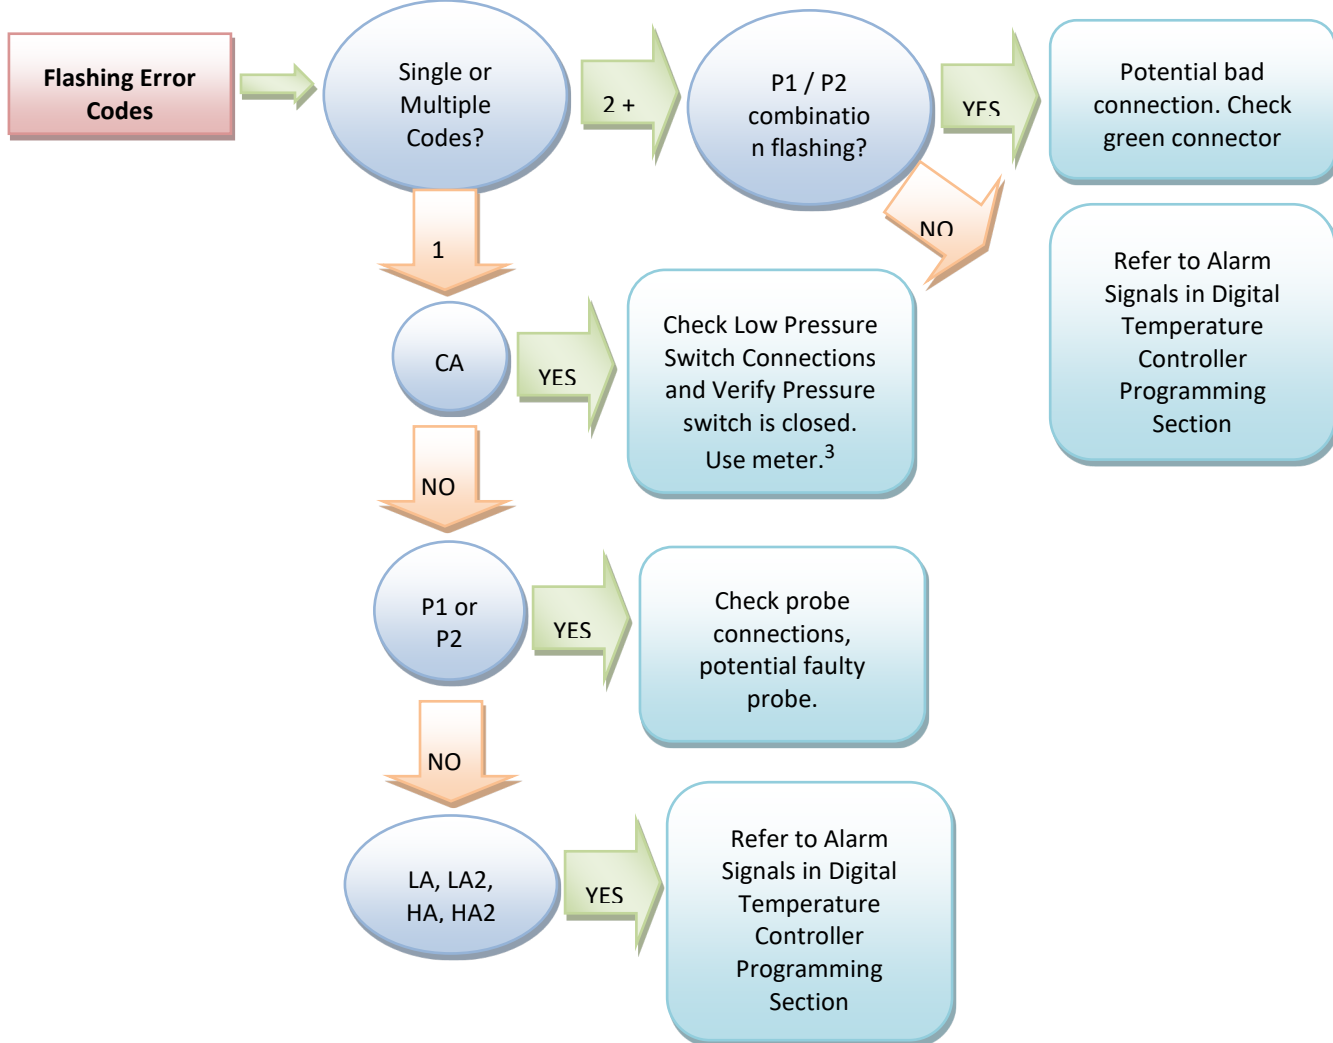 Flashing Error
Codes
Single or
Multiple
Codes?
2 +
P1 / P2
combinatio
n flashing?
YES
Potential bad
connection. Check
green connector
NO
Refer to Alarm
Signals in Digital
Temperature
Controller
Programming
Section
1
CA
YES
Check Low Pressure
Switch Connections
and Verify Pressure
switch is closed.
Use meter.3
NO
P1 or
P2
YES
Check probe
connections,
potential faulty
probe.
NO
LA, LA2,
HA, HA2
YES
Refer to Alarm
Signals in Digital
Temperature
Controller
Programming
Section